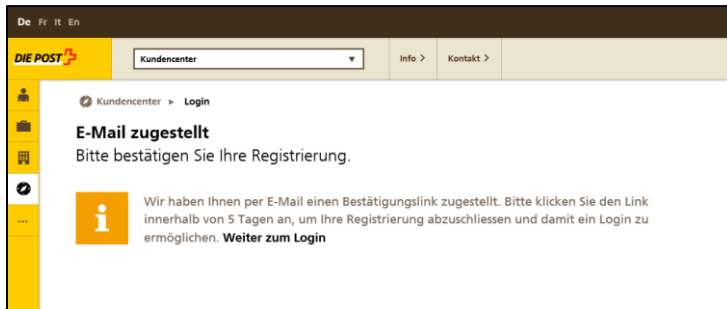 De Fr It En
DIE POST
Kundencenter
Info >
Kontakt >
Kundencenter ► Login
E-Mail zugestellt
Bitte bestätigen Sie Ihre Registrierung.
i
Wir haben Ihnen per E-Mail einen Bestätigungslink zugestellt. Bitte klicken Sie den Link
innerhalb von 5 Tagen an, um Ihre Registrierung abzuschliessen und damit ein Login zu
ermöglichen. Weiter zum Login
...